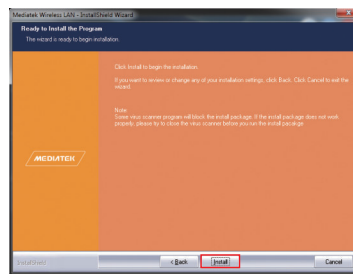 Mediatek Wireless LAN - InstallShield Wizard
Ready to Install the Program
The wizard is ready to begin installation.
Click Install to begin the installation.
If you want to review or change any of your installation settings, click Back. Click Cancel to exit the
wizard.
Note:
Some virus scanner program will block the install package. If the install package does not work
properly, please try to close the virus scanner before you run the install pacakge.
MEDIATEK
InstallShield
< Back
Install
Cancel